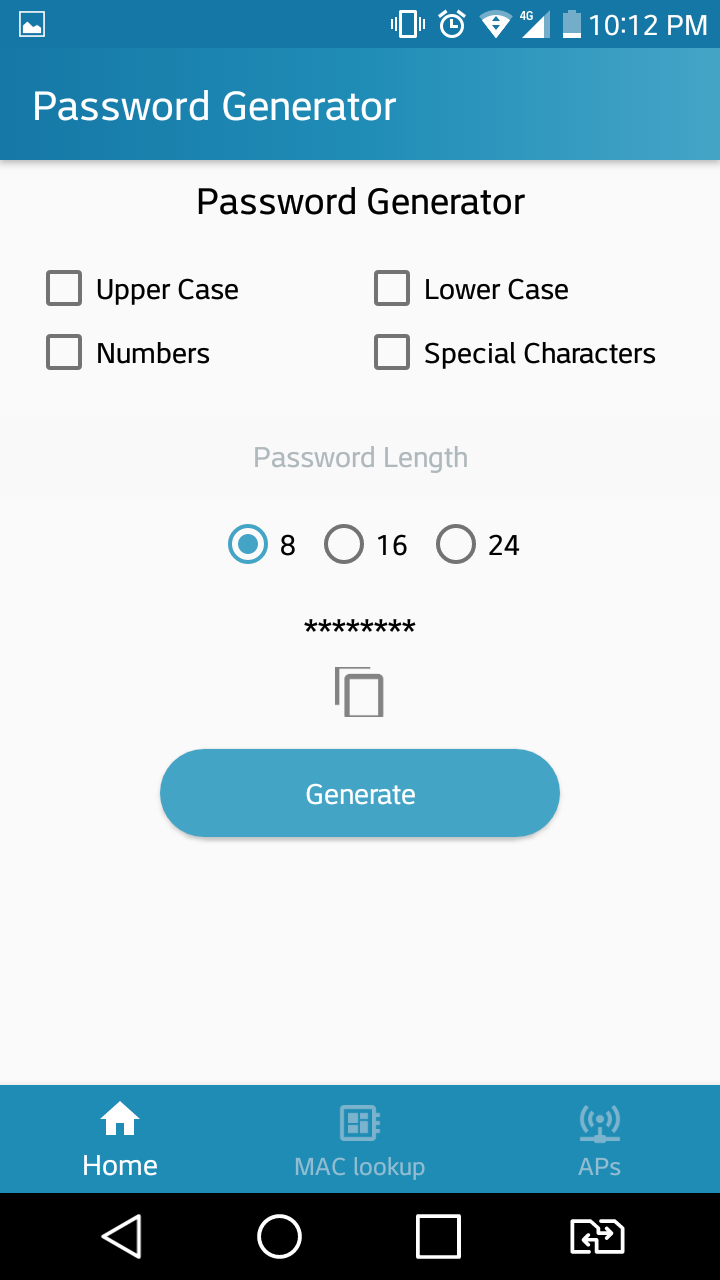 4G 10:12 PM
Password Generator
Password Generator
Upper Case Lower Case
Numbers Special Characters
Password Length
8 16 24
********
Generate
Home MAC lookup APs